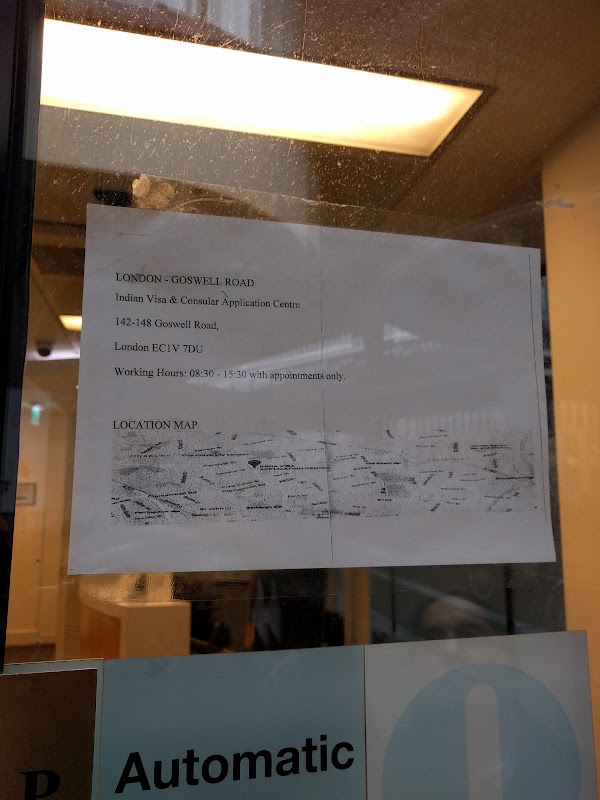 LONDON - GOSWELL ROAD
Indian Visa & Consular Application Centre
142-148 Goswell Road,
London EC1V 7DU
Working Hours: 08:30 - 15:30 with appointments only.
LOCATION MAP
Automatic